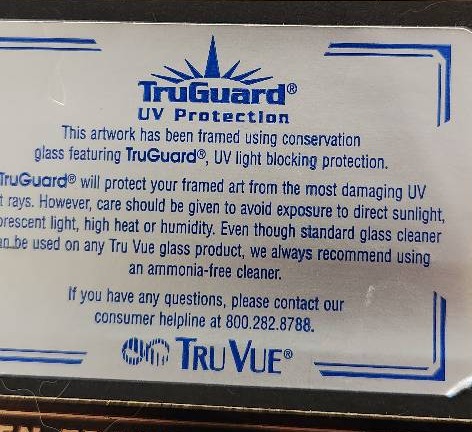 TruGuard®
UV Protection
This artwork has been framed using conservation
glass featuring TruGuard®, UV light blocking protection.
TruGuard® will protect your framed art from the most damaging UV
rays. However, care should be given to avoid exposure to direct sunlight,
light, high heat or humidity. Even though standard glass cleaner
be used on any Tru Vue glass product, we always recommend using
an ammonia-free cleaner.
If you have any questions, please contact our
consumer helpline at 800.282.8788.
TRU VUE®